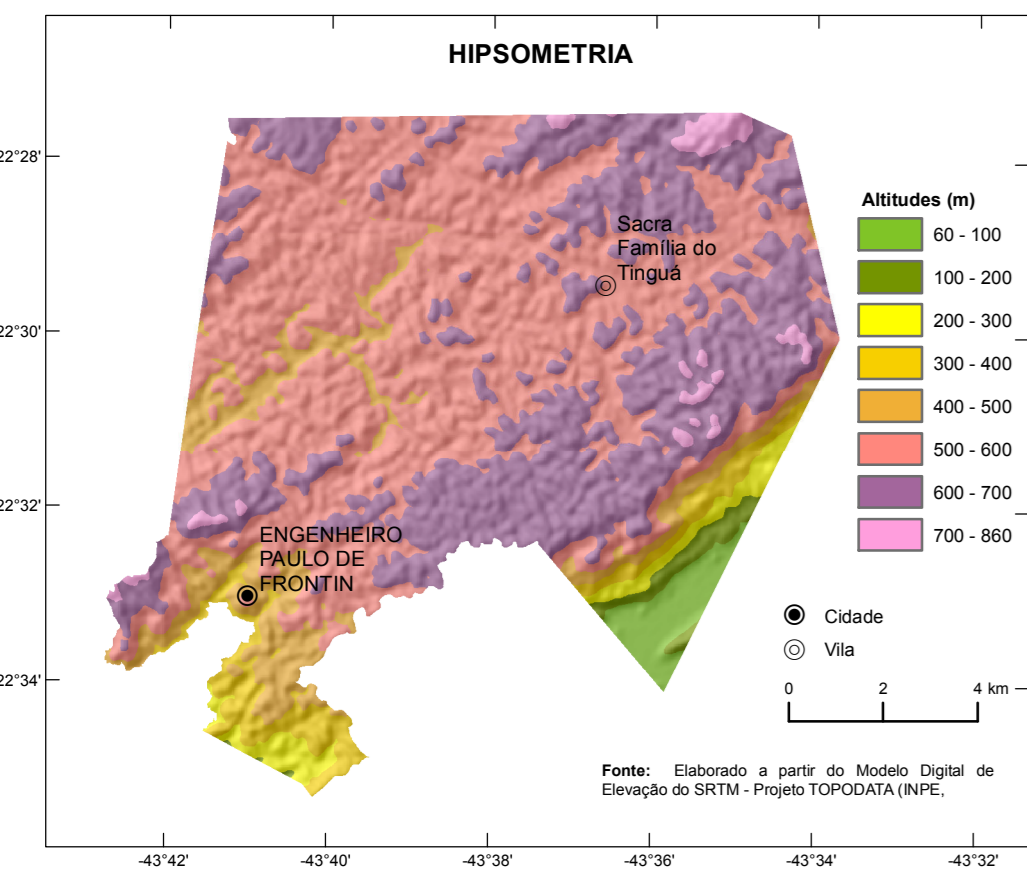 HIPSOMETRIA
22°28'
22°30'
22°32'
22°34'
Sacra
Família do
Tinguá
ENGENHEIRO
PAULO DE
FRONTIN
Altitudes (m)
60 - 100
100 - 200
200 - 300
300 - 400
400 - 500
500 - 600
600 - 700
700 - 860
Cidade
Vila
0 2 4 km
Fonte: Elaborado a partir do Modelo Digital de
Elevação do SRTM - Projeto TOPODATA (INPE,
-43°42' -43°40' -43°38' -43°36' -43°34' -43°32'